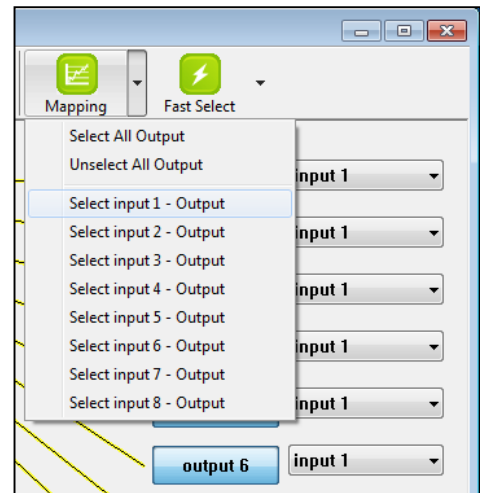 Mapping
Fast Select
Select All Output
Unselect All Output
Select input 1 - Output
Select input 2 - Output
Select input 3 - Output
Select input 4 - Output
Select input 5 - Output
Select input 6 - Output
Select input 7 - Output
Select input 8 - Output
input 1
input 1
input 1
input 1
input 1
output 6
input 1